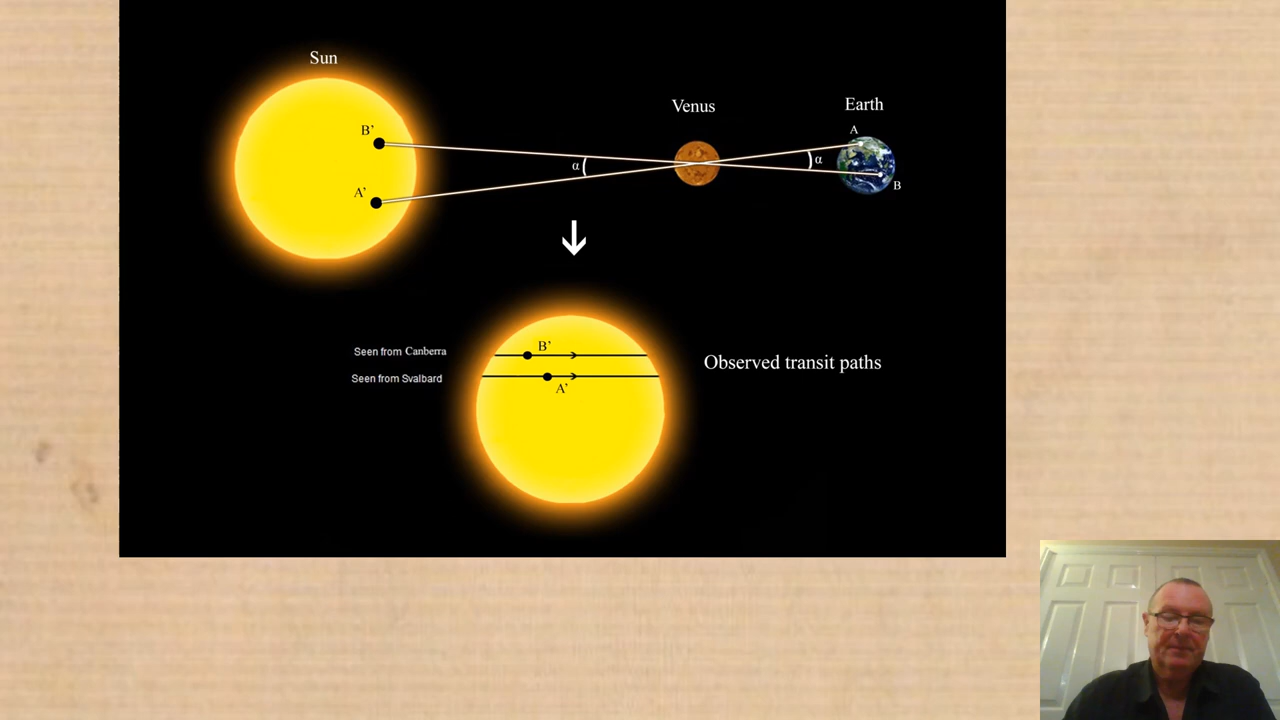 Sun
Venus
Earth
B’
A
α
α
A’
B
Seen from Canberra
B’
Observed transit paths
Seen from Svalbard
A’